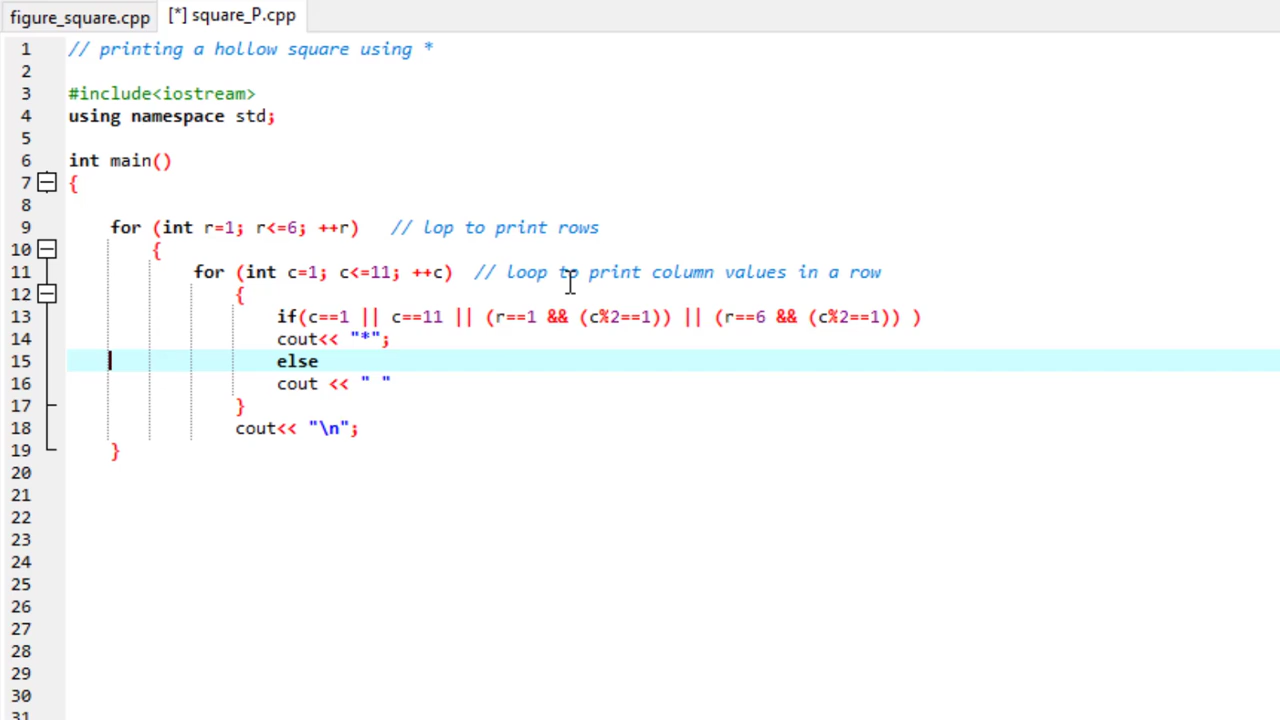 figure_square.cpp [*] square_P.cpp
1 // printing a hollow square using *
2
3 #include<iostream>
4 using namespace std;
5
6 int main()
7 {
8
9 for (int r=1; r<=6; ++r) // lop to print rows
10 {
11 for (int c=1; c<=11; ++c) // loop to print column values in a row
12 {
13 if(c==1 || c==11 || (r==1 && (c%2==1)) || (r==6 && (c%2==1)) )
14 cout<< "*";
15 else
16 cout << " "
17 }
18 cout<< "\n";
19 }
20
21
22
23
24
25
26
27
28
29
30
31